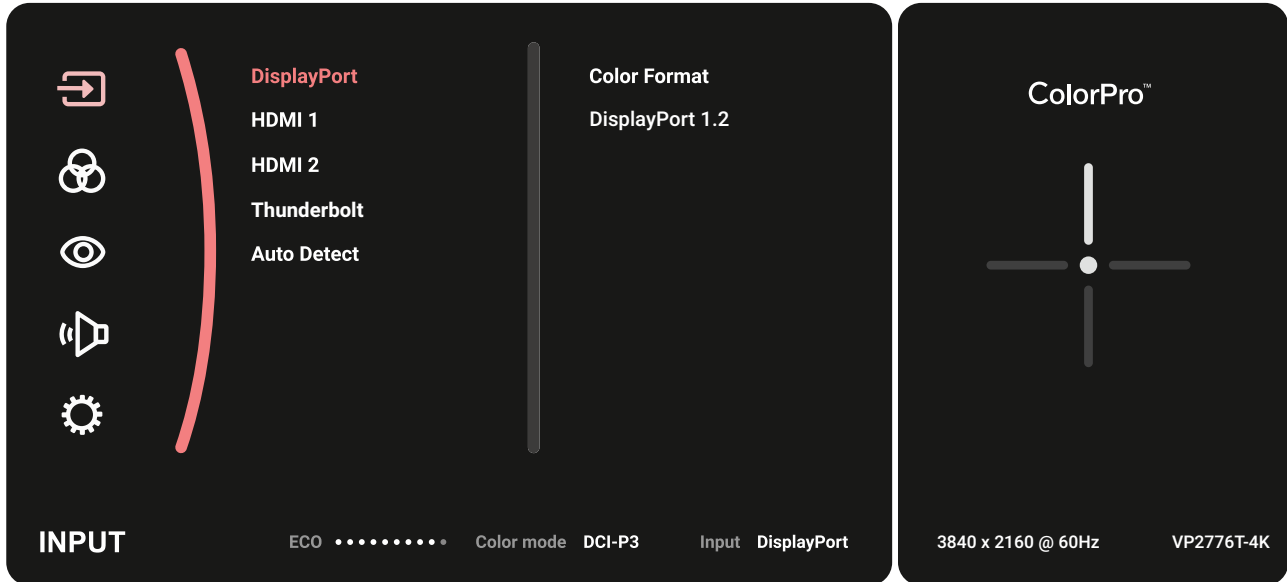 DisplayPort
HDMI 1
HDMI 2
Thunderbolt
Auto Detect
Color Format
DisplayPort 1.2
ColorPro™
INPUT
ECO
Color mode DCI-P3
Input DisplayPort
3840 x 2160 @ 60Hz
VP2776T-4K